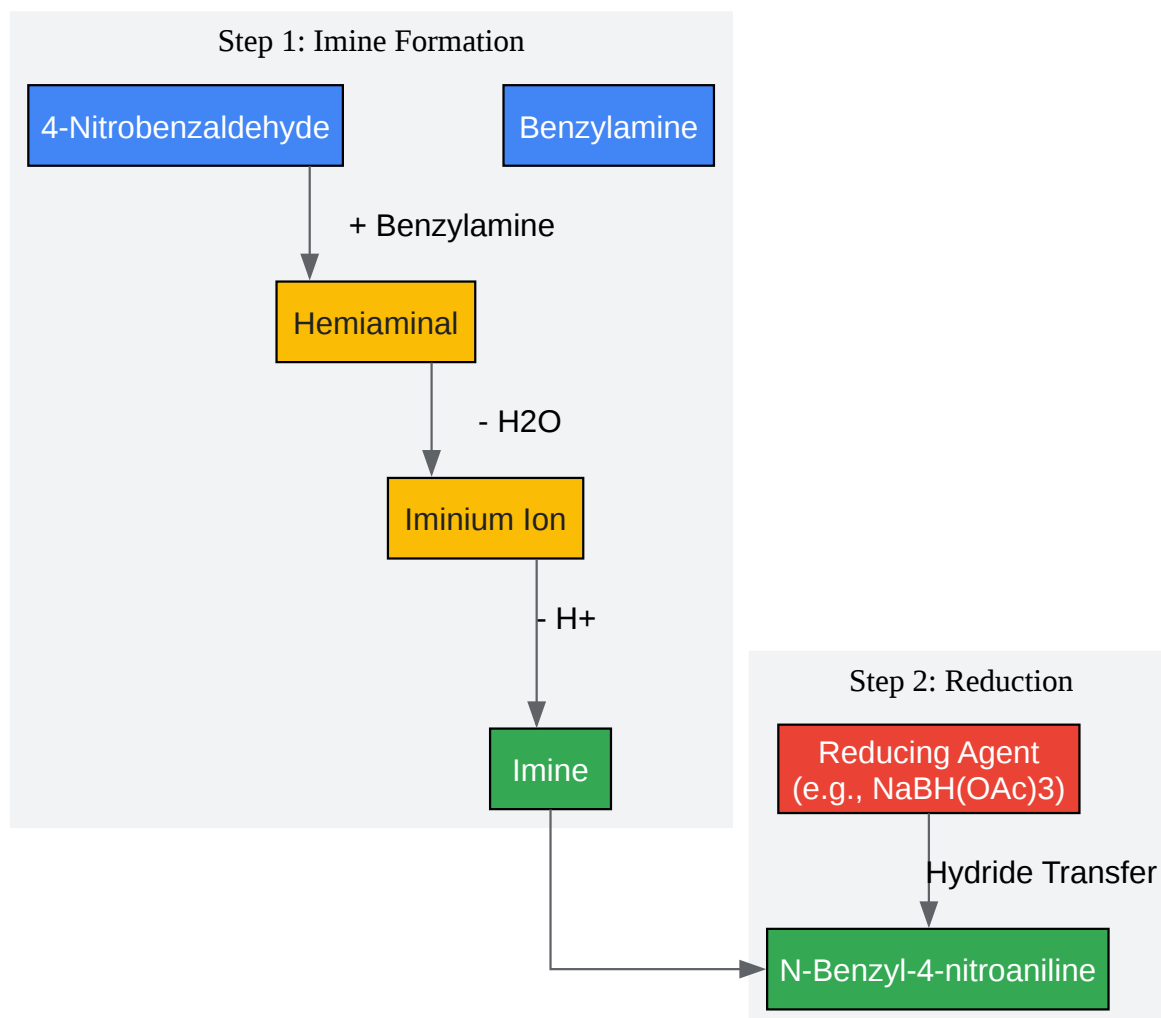 Step 1: Imine Formation
4-Nitrobenzaldehyde
Benzylamine
+ Benzylamine
Hemiaminal
- H2O
Iminium Ion
- H+
Imine
Step 2: Reduction
Reducing Agent
(e.g., NaBH(OAc)3)
Hydride Transfer
N-Benzyl-4-nitroaniline